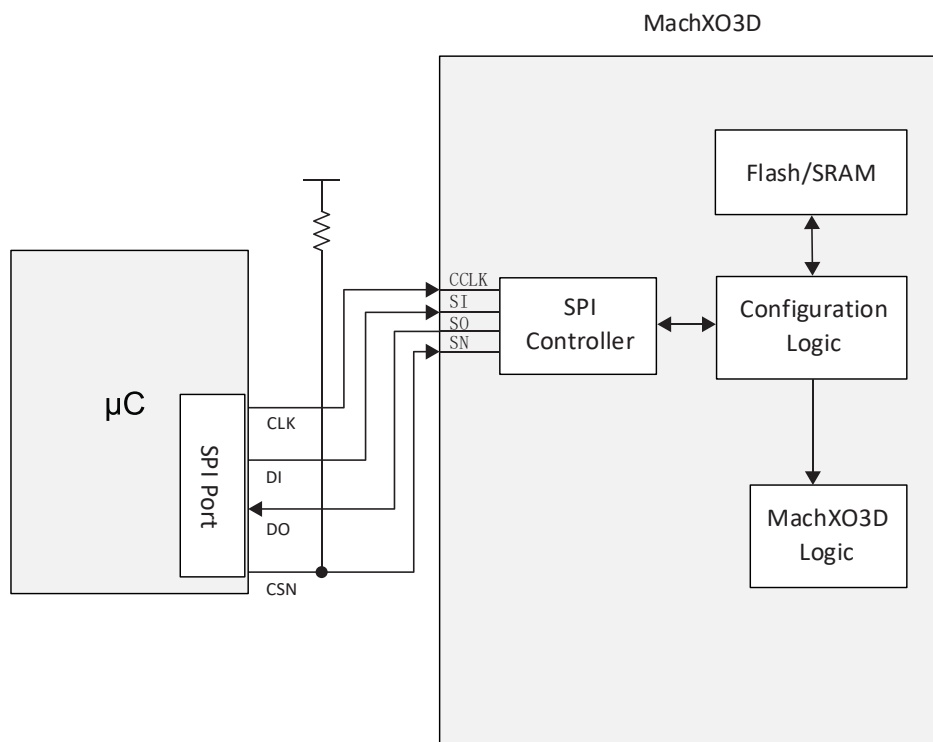 MachXO3D
Flash/SRAM
CCLK
SI
SO
SN
SPI
Controller
Configuration
Logic
µC
SPI Port
CLK
DI
DO
CSN
MachXO3D
Logic